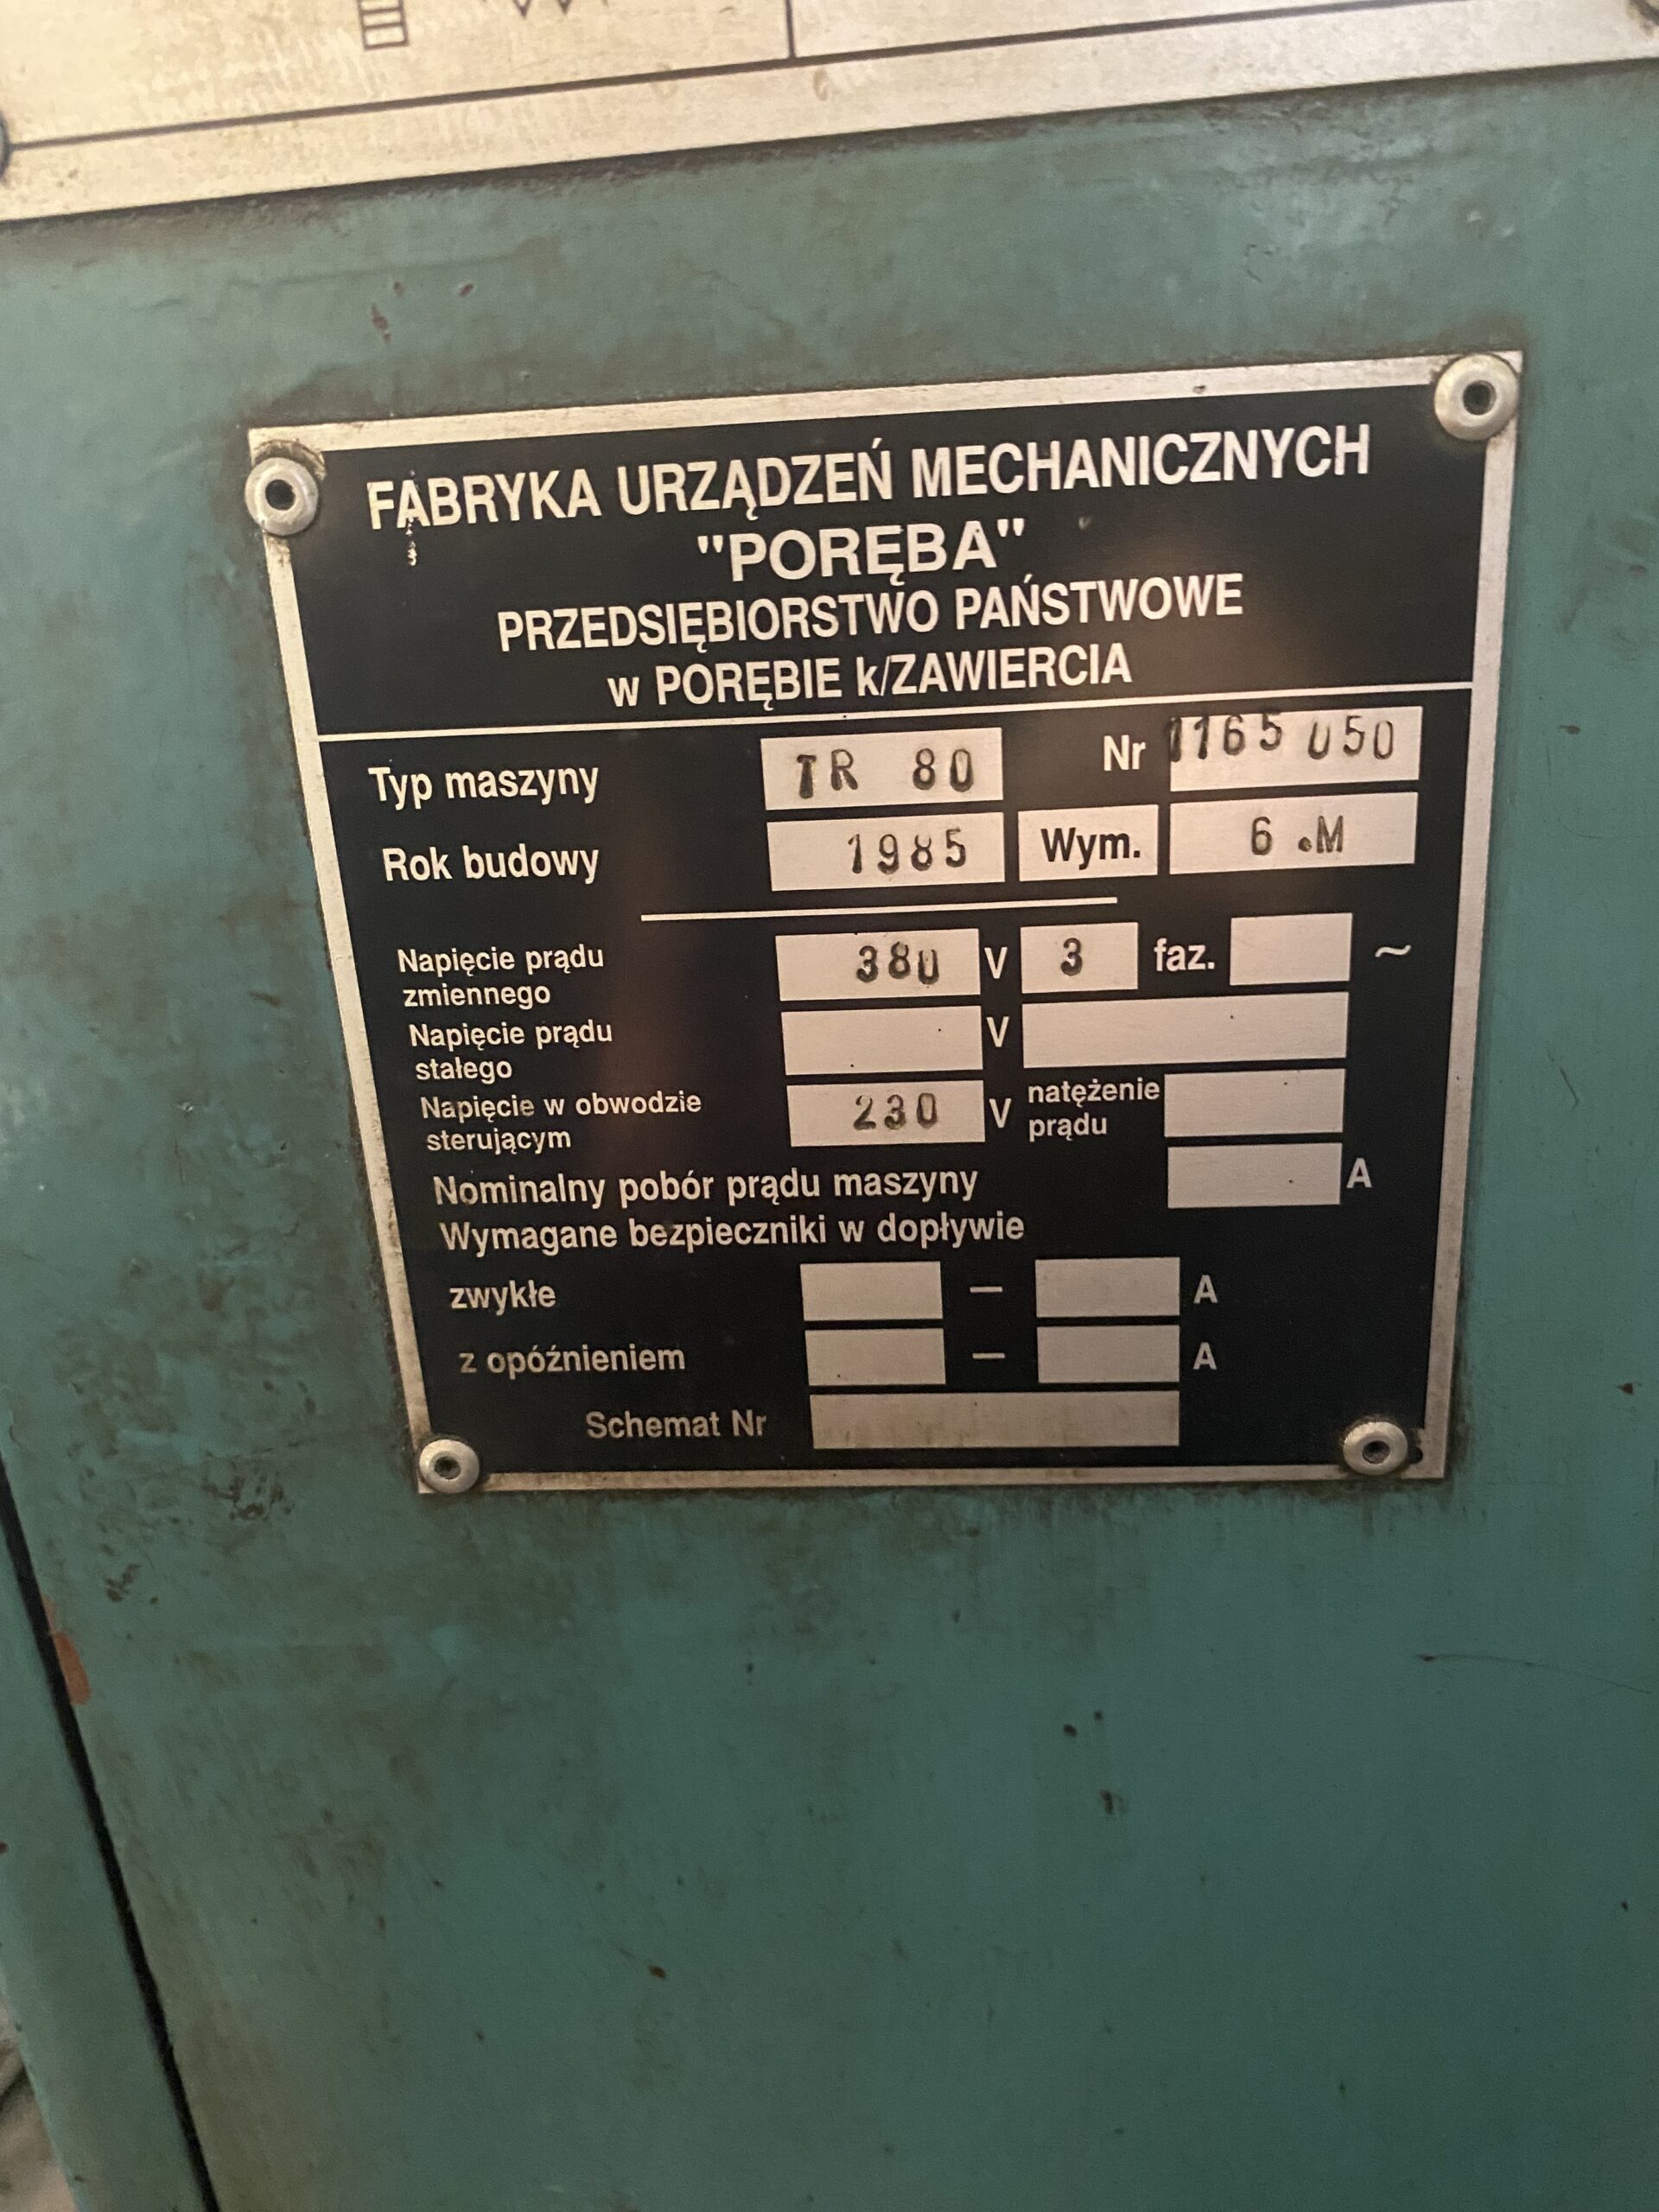 FABRYKA URZĄDZEŃ MECHANICZNYCH
"PORĘBA"
PRZEDSIĘBIORSTWO PAŃSTWOWE
w PORĘBIE k/ZAWIERCIA
Typ maszyny TR 80 Nr 1165 050
Rok budowy 1985 Wym. 6.M
Napięcie prądu zmiennego 380 V 3 faz. ~
Napięcie prądu stałego V
Napięcie w obwodzie sterującym 230 V natężenie prądu
Nominalny pobór prądu maszyny A
Wymagane bezpieczniki w dopływie
zwykłe — A
z opóźnieniem — A
Schemat Nr